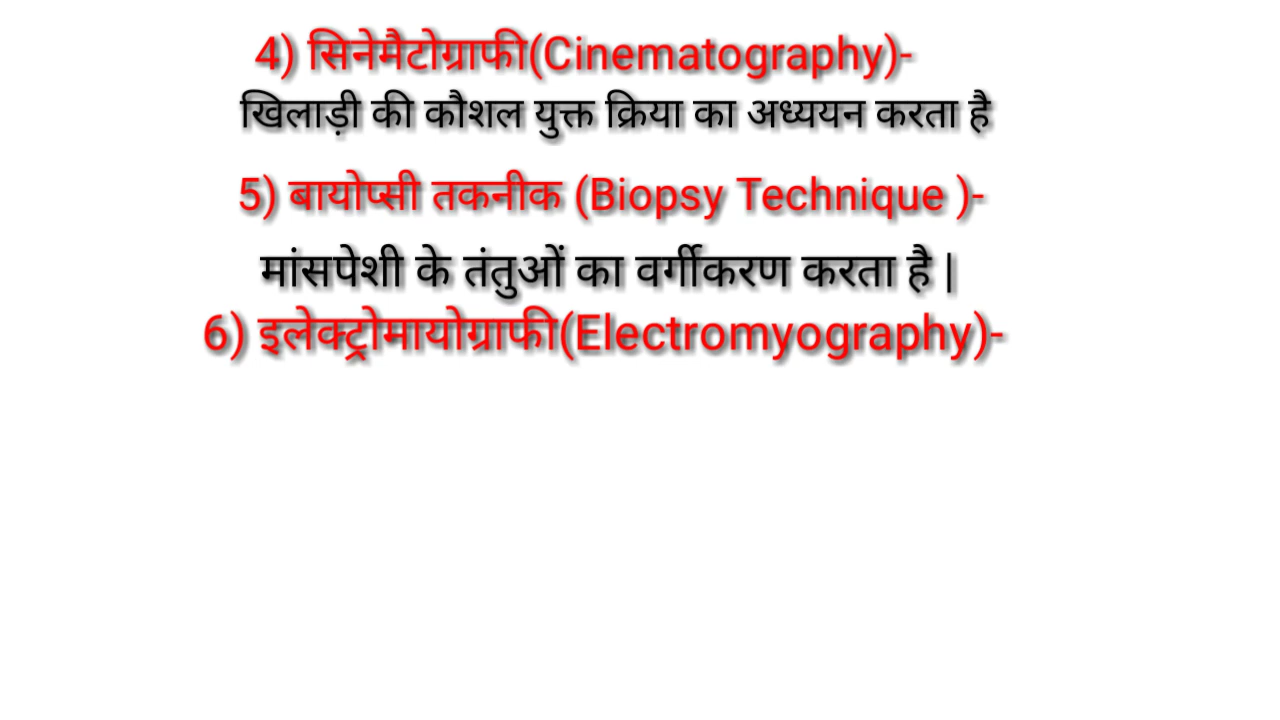 4) सिनेमैटोग्राफी(Cinematography)-
खिलाड़ी की कौशल युक्त क्रिया का अध्ययन करता है
5) बायोप्सी तकनीक (Biopsy Technique )-
मांसपेशी के तंतुओं का वर्गीकरण करता है |
6) इलेक्ट्रोमायोग्राफी(Electromyography)-